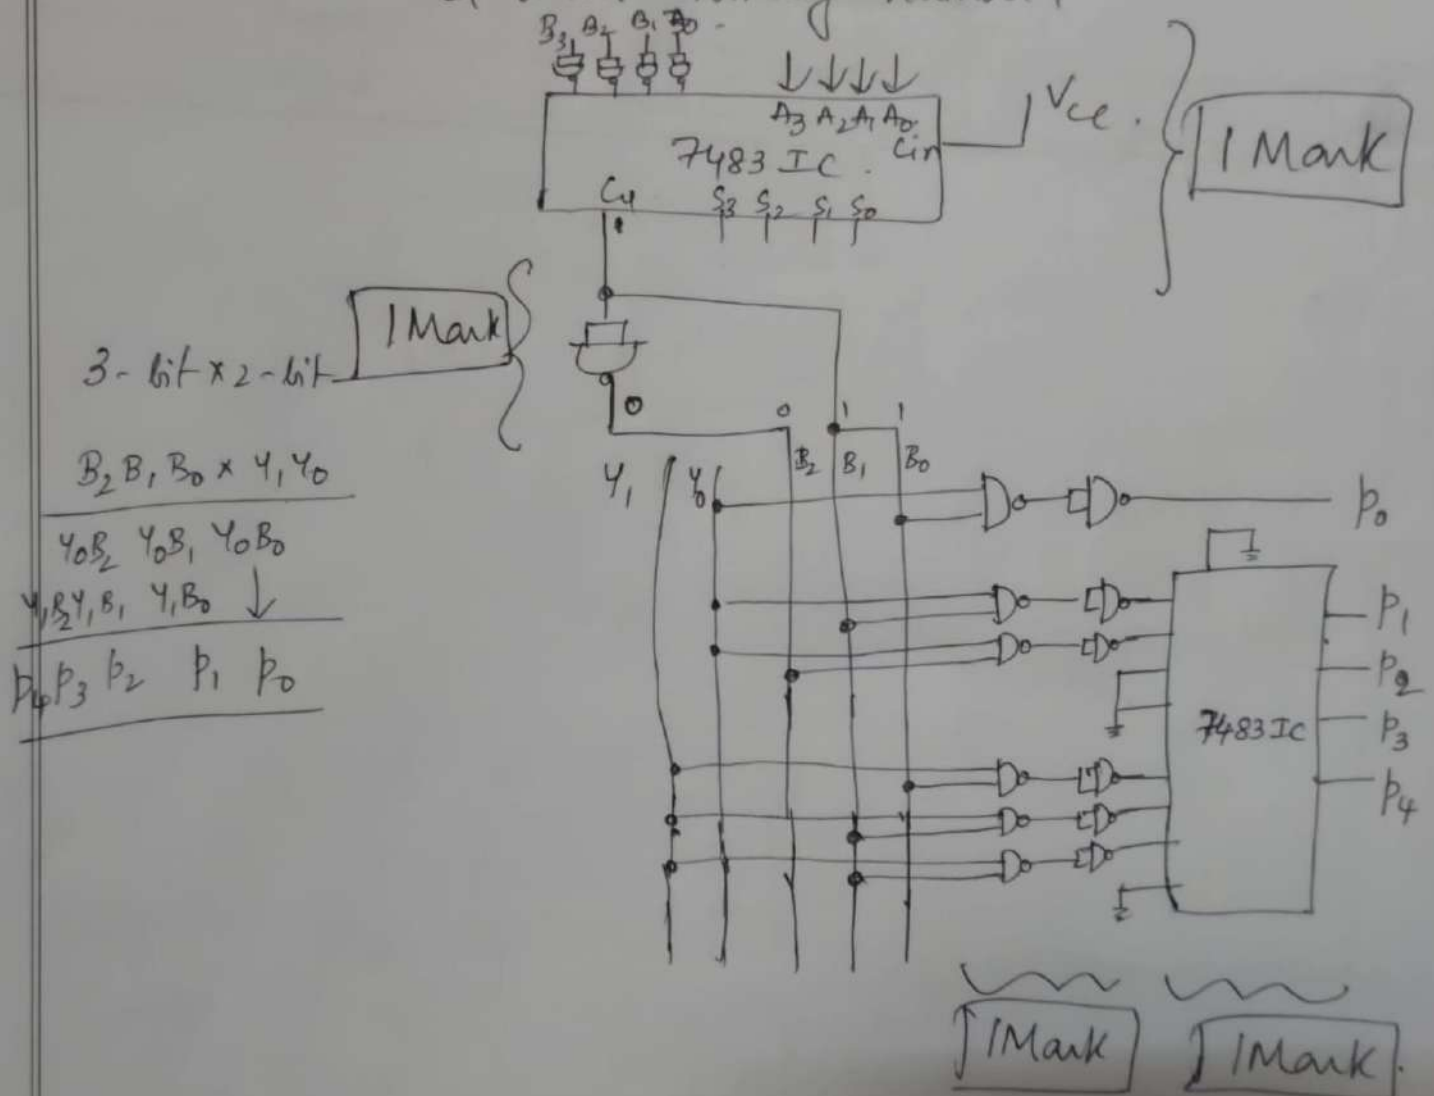 B3 B2 B1 B0
A3 A2 A1 A0
Cin
Vcc.
7483 IC.
C4
S3 S2 S1 S0
1
1 Mark
1 Mark
3-bit × 2-bit
0
0 1 1
B2 B1 B0 × Y1 Y0
Y0B2 Y0B1 Y0B0
Y1B2 Y1B1 Y1B0 ↓
P4 P3 P2 P1 P0
Y1 Y0 B2 B1 B0
P0
P1
P2
7483 IC
P3
P4
1 Mark
1 Mark.